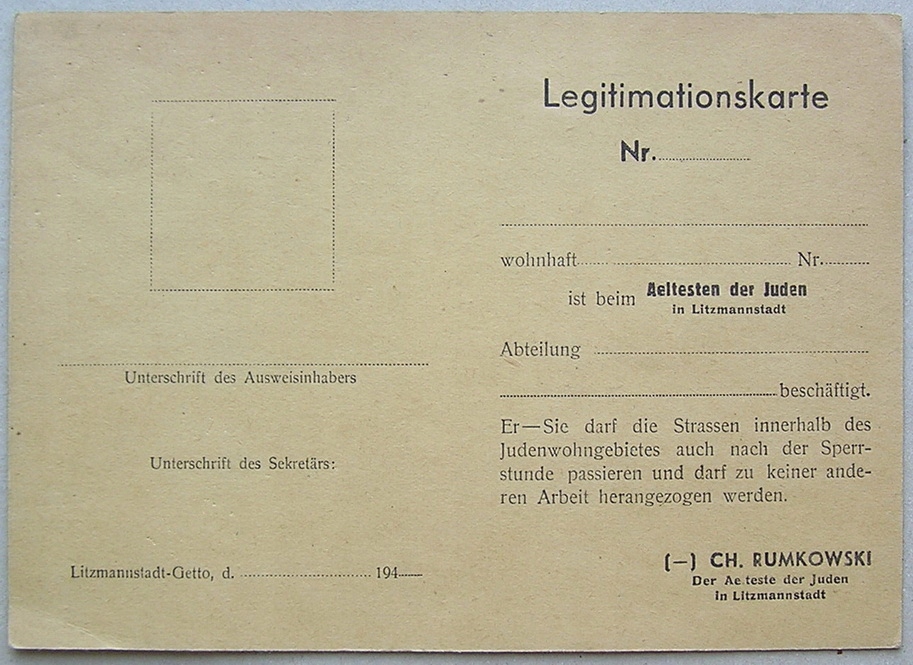 Unterschrift des Ausweisinhabers
Unterschrift des Sekretärs:
Litzmannstadt-Getto, d. .................... 194......
Legitimationskarte
Nr. ....................
wohnhaft .................... Nr. ..........
ist beim Aeltesten der Juden
in Litzmannstadt
Abteilung ....................
.................... beschäftigt.
Er—Sie darf die Strassen innerhalb des
Judenwohngebietes auch nach der Sperr-
stunde passieren und darf zu keiner ande-
ren Arbeit herangezogen werden.
(—) CH. RUMKOWSKI
Der Ae teste der Juden
in Litzmannstadt